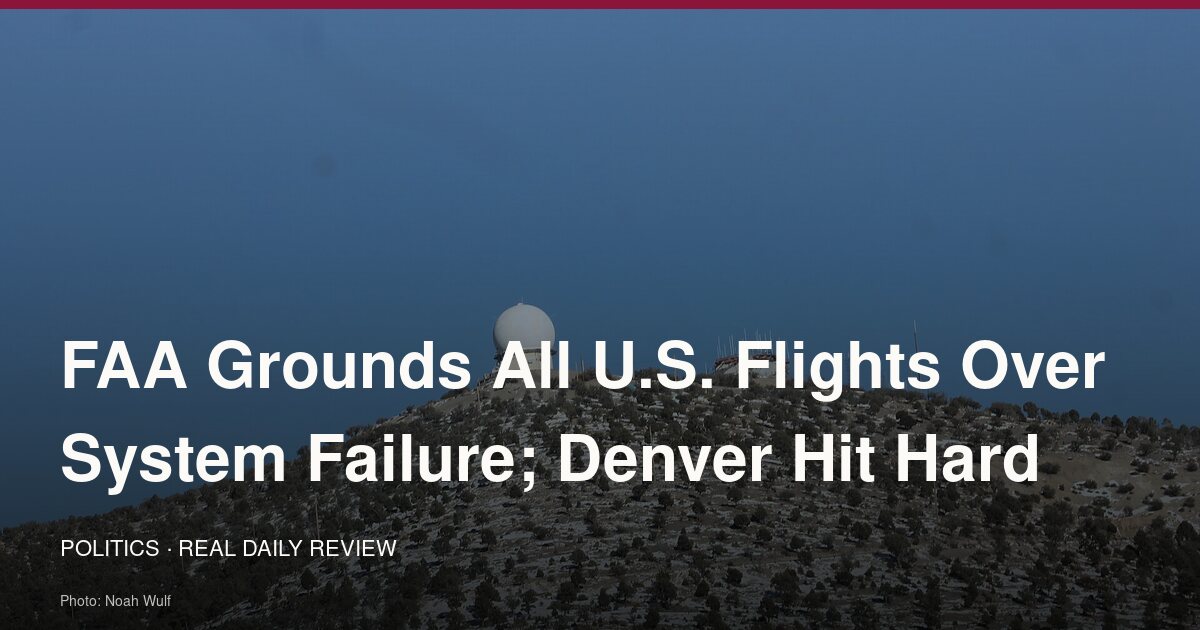 FAA Grounds All U.S. Flights Over
System Failure; Denver Hit Hard
POLITICS · REAL DAILY REVIEW
Photo: Noah Wulf